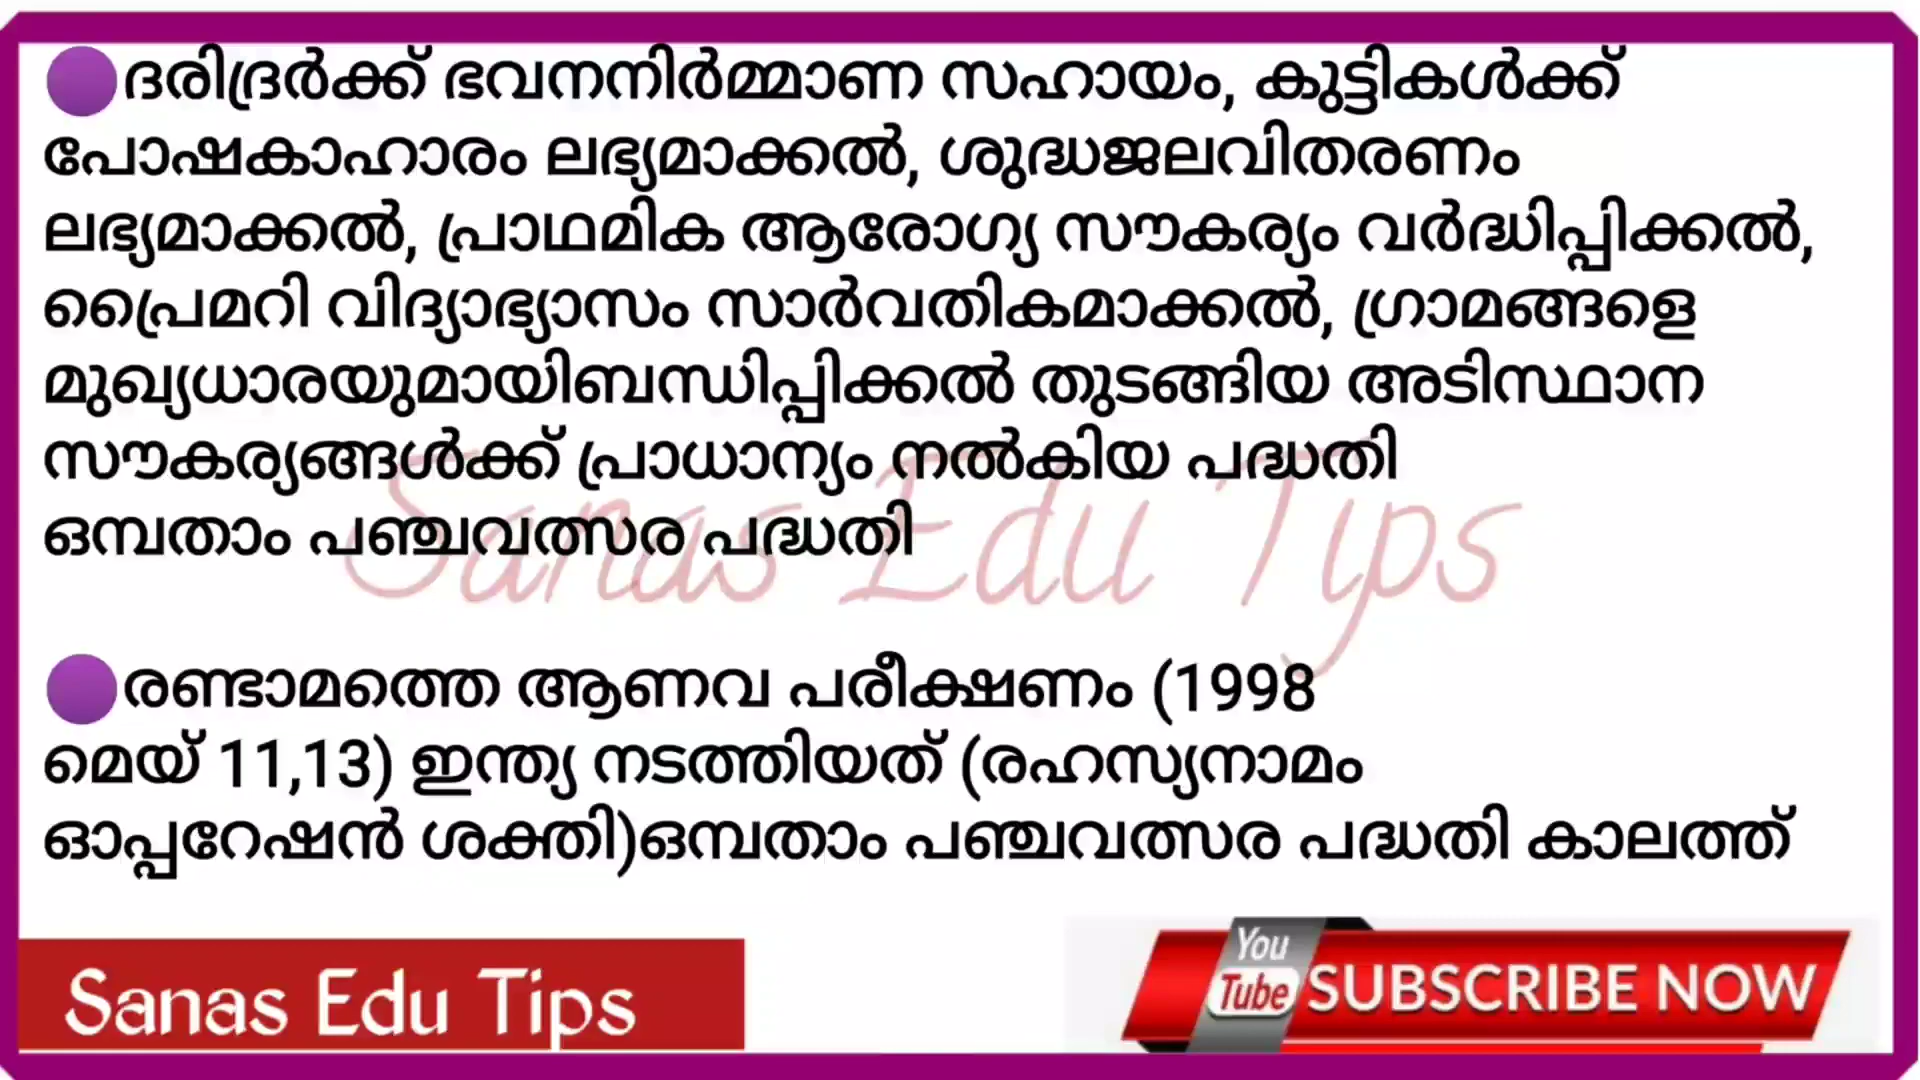 ദരിദ്രർക്ക് ഭവനനിർമ്മാണ സഹായം, കുട്ടികൾക്ക്
പോഷകാഹാരം ലഭ്യമാക്കൽ, ശുദ്ധജലവിതരണം
ലഭ്യമാക്കൽ, പ്രാഥമിക ആരോഗ്യ സൗകര്യം വർദ്ധിപ്പിക്കൽ,
പ്രൈമറി വിദ്യാഭ്യാസം സാർവതികമാക്കൽ, ഗ്രാമങ്ങളെ
മുഖ്യധാരയുമായിബന്ധിപ്പിക്കൽ തുടങ്ങിയ അടിസ്ഥാന
സൗകര്യങ്ങൾക്ക് പ്രാധാന്യം നൽകിയ പദ്ധതി
ഒമ്പതാം പഞ്ചവത്സര പദ്ധതി
Sanas Edu Tips
രണ്ടാമത്തെ ആണവ പരീക്ഷണം (1998
മെയ് 11,13) ഇന്ത്യ നടത്തിയത് (രഹസ്യനാമം
ഓപ്പറേഷൻ ശക്തി)ഒമ്പതാം പഞ്ചവത്സര പദ്ധതി കാലത്ത്
Sanas Edu Tips
You Tube SUBSCRIBE NOW